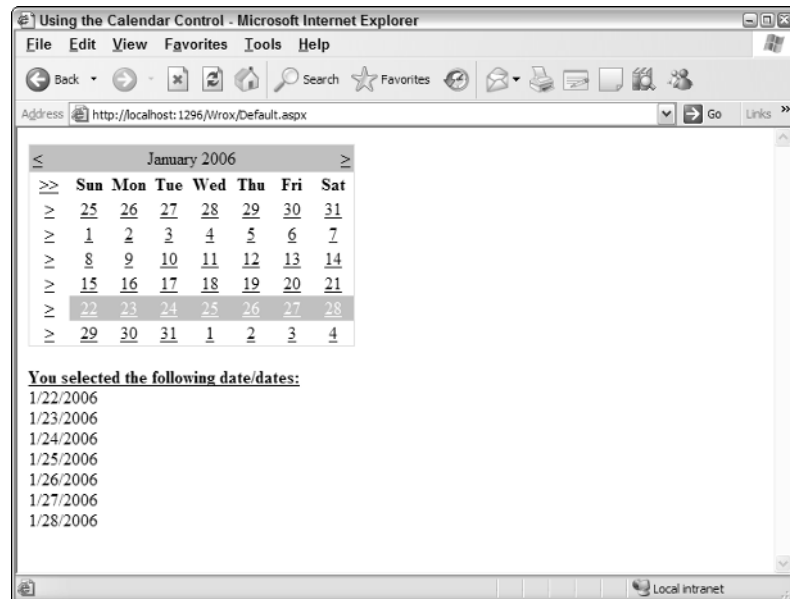 Using the Calendar Control - Microsoft Internet Explorer
File Edit View Favorites Tools Help
Back Search Favorites
Address http://localhost:1296/Wrox/Default.aspx Go Links »
< January 2006 >
>> Sun Mon Tue Wed Thu Fri Sat
> 25 26 27 28 29 30 31
> 1 2 3 4 5 6 7
> 8 9 10 11 12 13 14
> 15 16 17 18 19 20 21
> 22 23 24 25 26 27 28
> 29 30 31 1 2 3 4
You selected the following date/dates:
1/22/2006
1/23/2006
1/24/2006
1/25/2006
1/26/2006
1/27/2006
1/28/2006
Local intranet